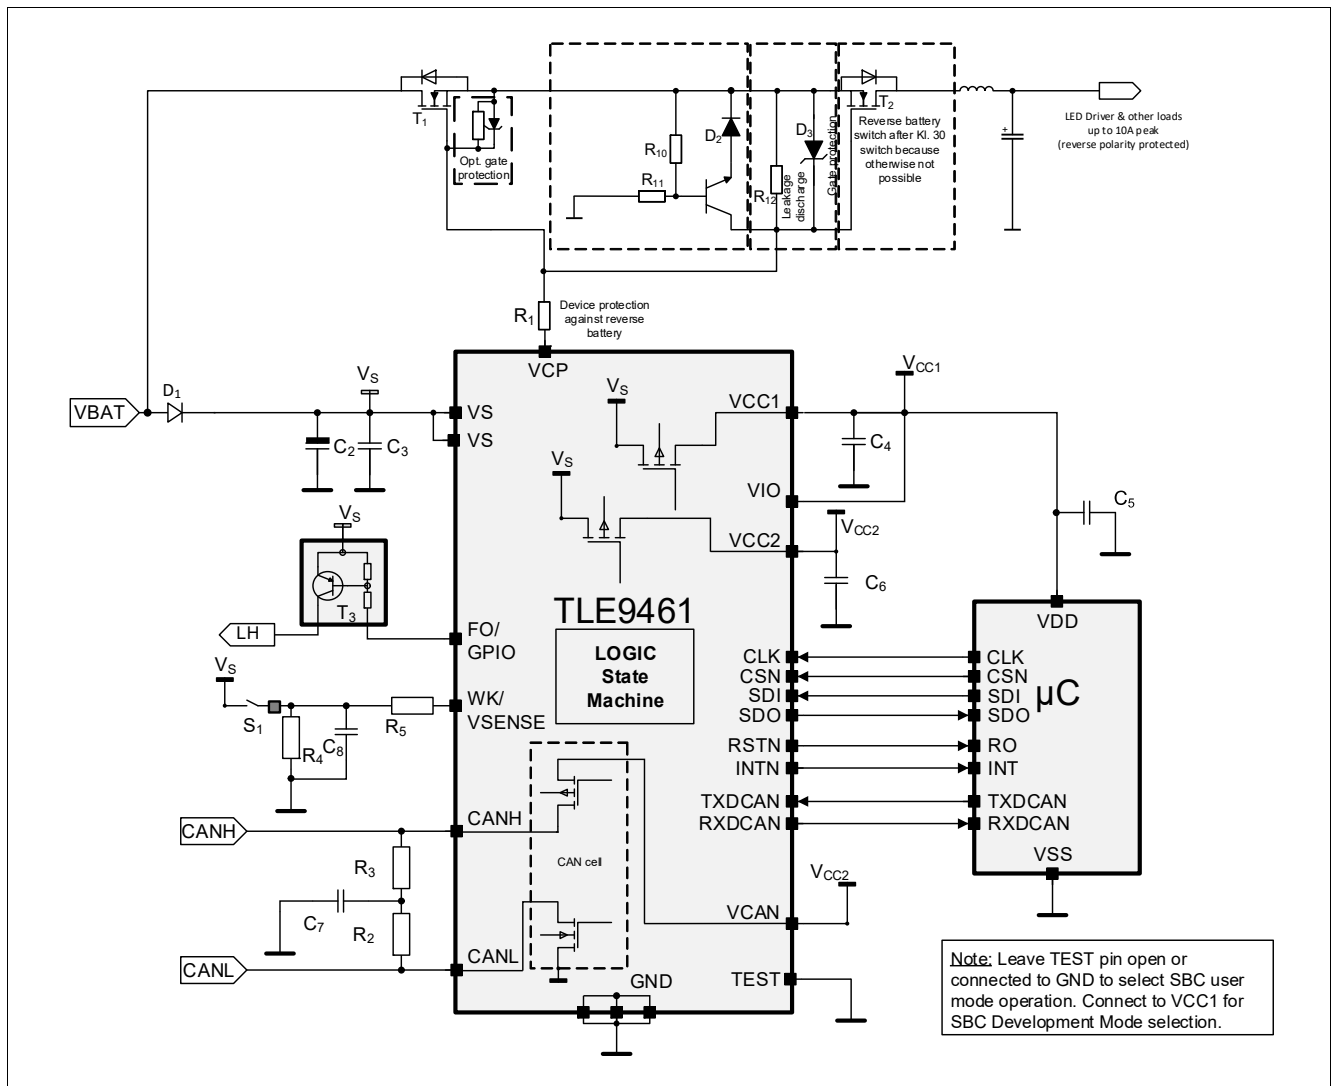 T1
Opt. gate
protection
R10
R11
D2
R12
Leakage
discharge
D3
Gate protection
T2
Reverse battery
switch after Kl. 30
switch because
otherwise not
possible
+
LED Driver & other loads
up to 10A peak
(reverse polarity protected)
R1
Device protection
against reverse
battery
VCP
VBAT
D1
VS
C2
C3
VS
VS
VS
VS
VCC1
VCC1
C4
VIO
VCC2
VCC2
C6
C5
VS
T3
LH
FO/
GPIO
TLE9461
LOGIC
State
Machine
VS
S1
R4
C8
R5
WK/
VSENSE
CLK
CSN
SDI
SDO
RSTN
INTN
TXDCAN
RXDCAN
VDD
CLK
CSN
SDI
SDO
µC
RO
INT
TXDCAN
RXDCAN
VSS
CANH
CANH
R3
C7
R2
CANL
CANL
CAN cell
VCC2
VCAN
GND
TEST
Note: Leave TEST pin open or
connected to GND to select SBC user
mode operation. Connect to VCC1 for
SBC Development Mode selection.